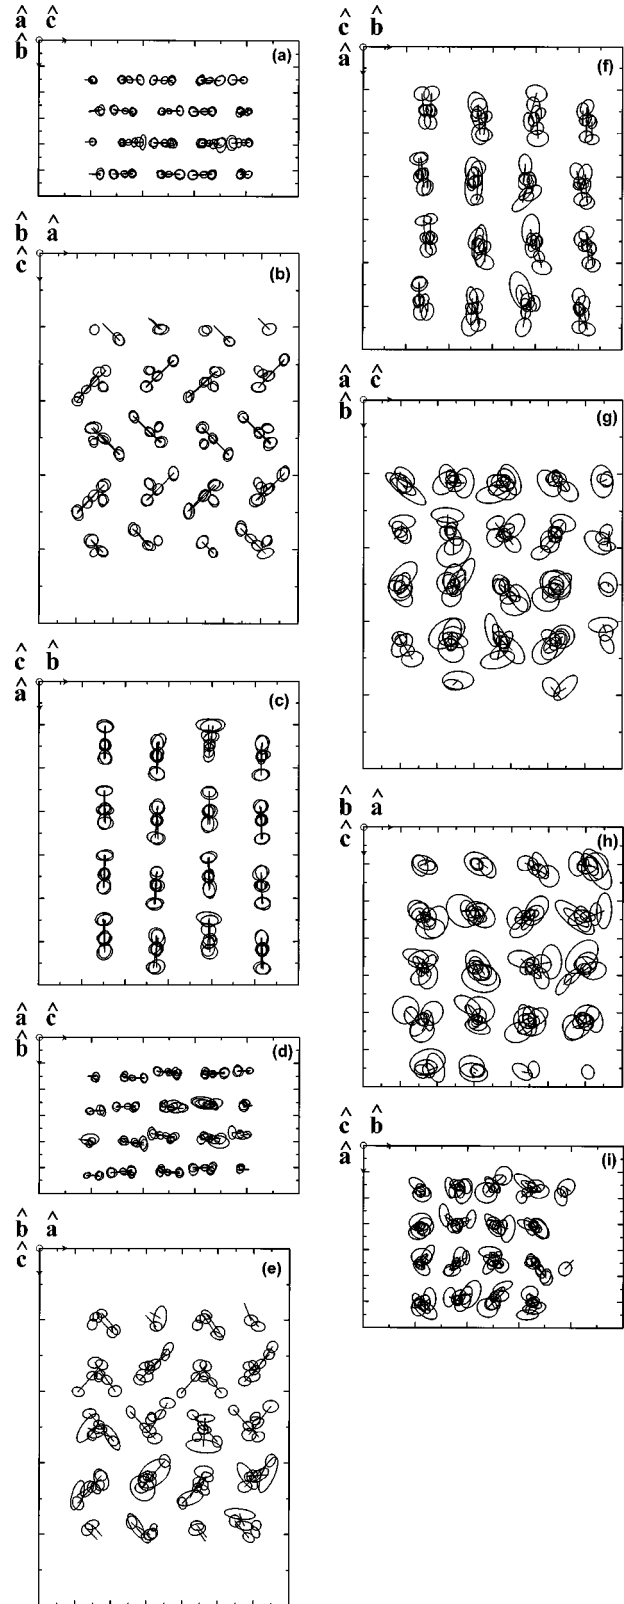 â ĉ
b̂
(a)
b̂ â
ĉ
(b)
ĉ b̂
â
(c)
â ĉ
b̂
(d)
b̂ â
ĉ
(e)
ĉ b̂
â
(f)
â ĉ
b̂
(g)
b̂ â
ĉ
(h)
ĉ b̂
â
(i)